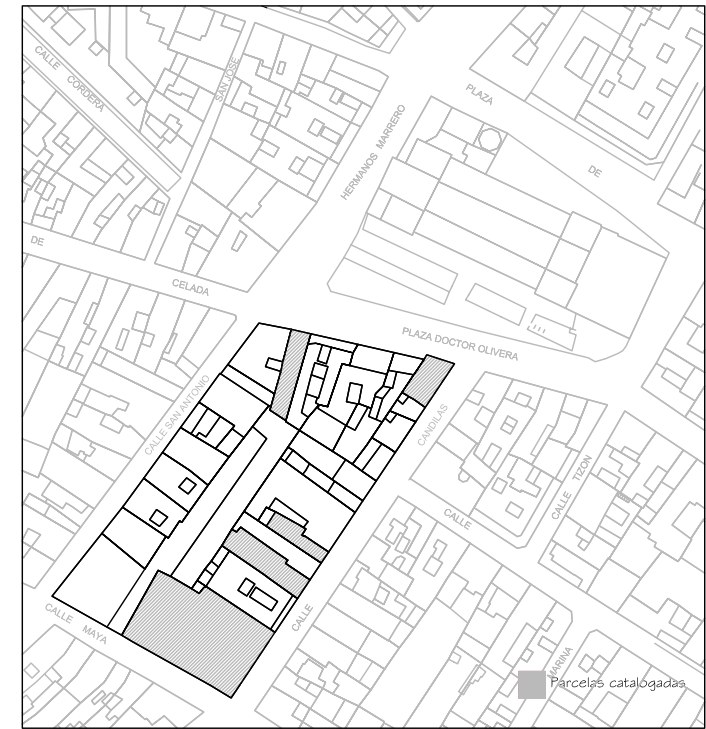 CALLE CORDERA
SAN JOSE
PLAZA
HERMANOS MARRERO
DE
DE
CELADA
PLAZA DOCTOR OLIVERA
CALLE SAN ANTONIO
CANDILAS
CALLE TIZON
CALLE
CALLE
CALLE MAYA
MARINA
Parcelas catalogadas